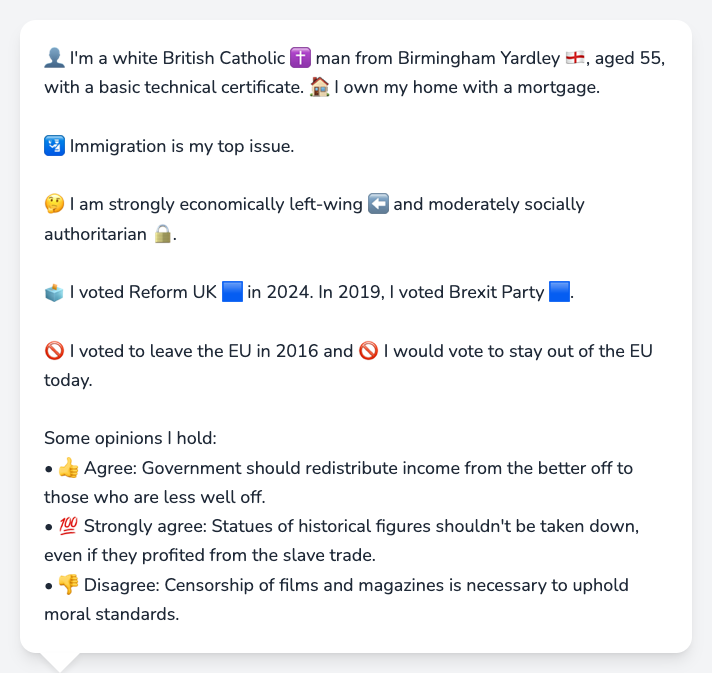 👤 I'm a white British Catholic ✝️ man from Birmingham Yardley 🏴󠁧󠁢󠁥󠁮󠁧󠁿, aged 55,
with a basic technical certificate. 🏠 I own my home with a mortgage.
🛂 Immigration is my top issue.
🤔 I am strongly economically left-wing ⬅️ and moderately socially
authoritarian 🔒.
🗳️ I voted Reform UK 🟦 in 2024. In 2019, I voted Brexit Party 🟦.
🚫 I voted to leave the EU in 2016 and 🚫 I would vote to stay out of the EU
today.
Some opinions I hold:
• 👍 Agree: Government should redistribute income from the better off to
those who are less well off.
• 💯 Strongly agree: Statues of historical figures shouldn't be taken down,
even if they profited from the slave trade.
• 👎 Disagree: Censorship of films and magazines is necessary to uphold
moral standards.